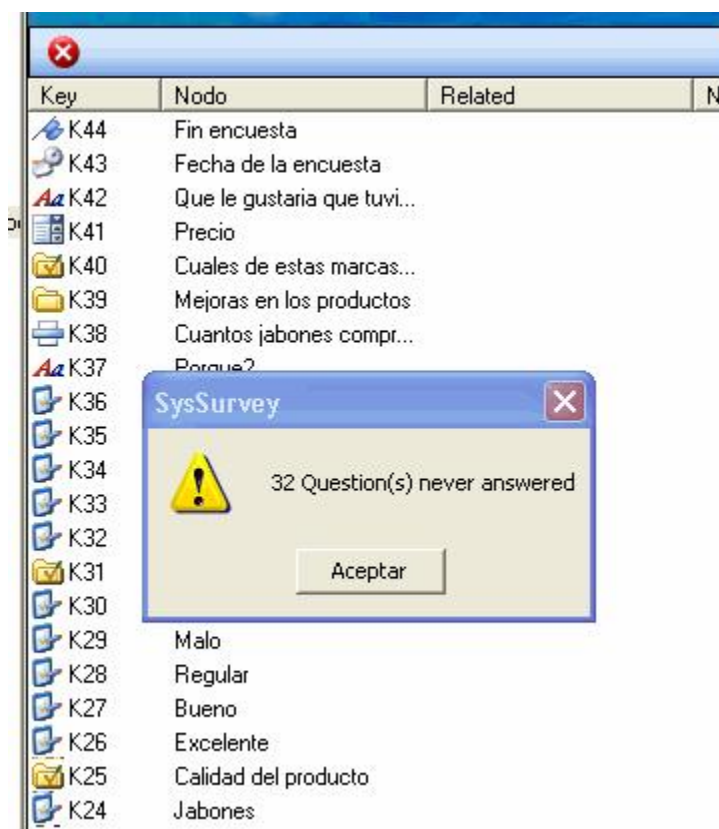 Key Nodo Related N
K44 Fin encuesta
K43 Fecha de la encuesta
Aa K42 Que le gustaria que tuvi...
K41 Precio
K40 Cuales de estas marcas...
K39 Mejoras en los productos
K38 Cuantos jabones compr...
Aa K37 Porque?
K36
SysSurvey
K35
K34
32 Question(s) never answered
K33
K32
K31
Aceptar
K30
K29 Malo
K28 Regular
K27 Bueno
K26 Excelente
K25 Calidad del producto
K24 Jabones